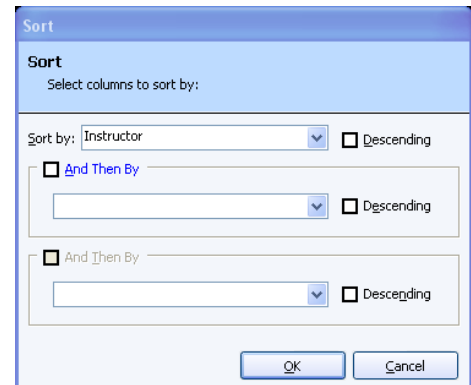 Sort
Sort
Select columns to sort by:
Sort by: Instructor Descending
And Then By
Descending
And Then By
Descending
OK Cancel